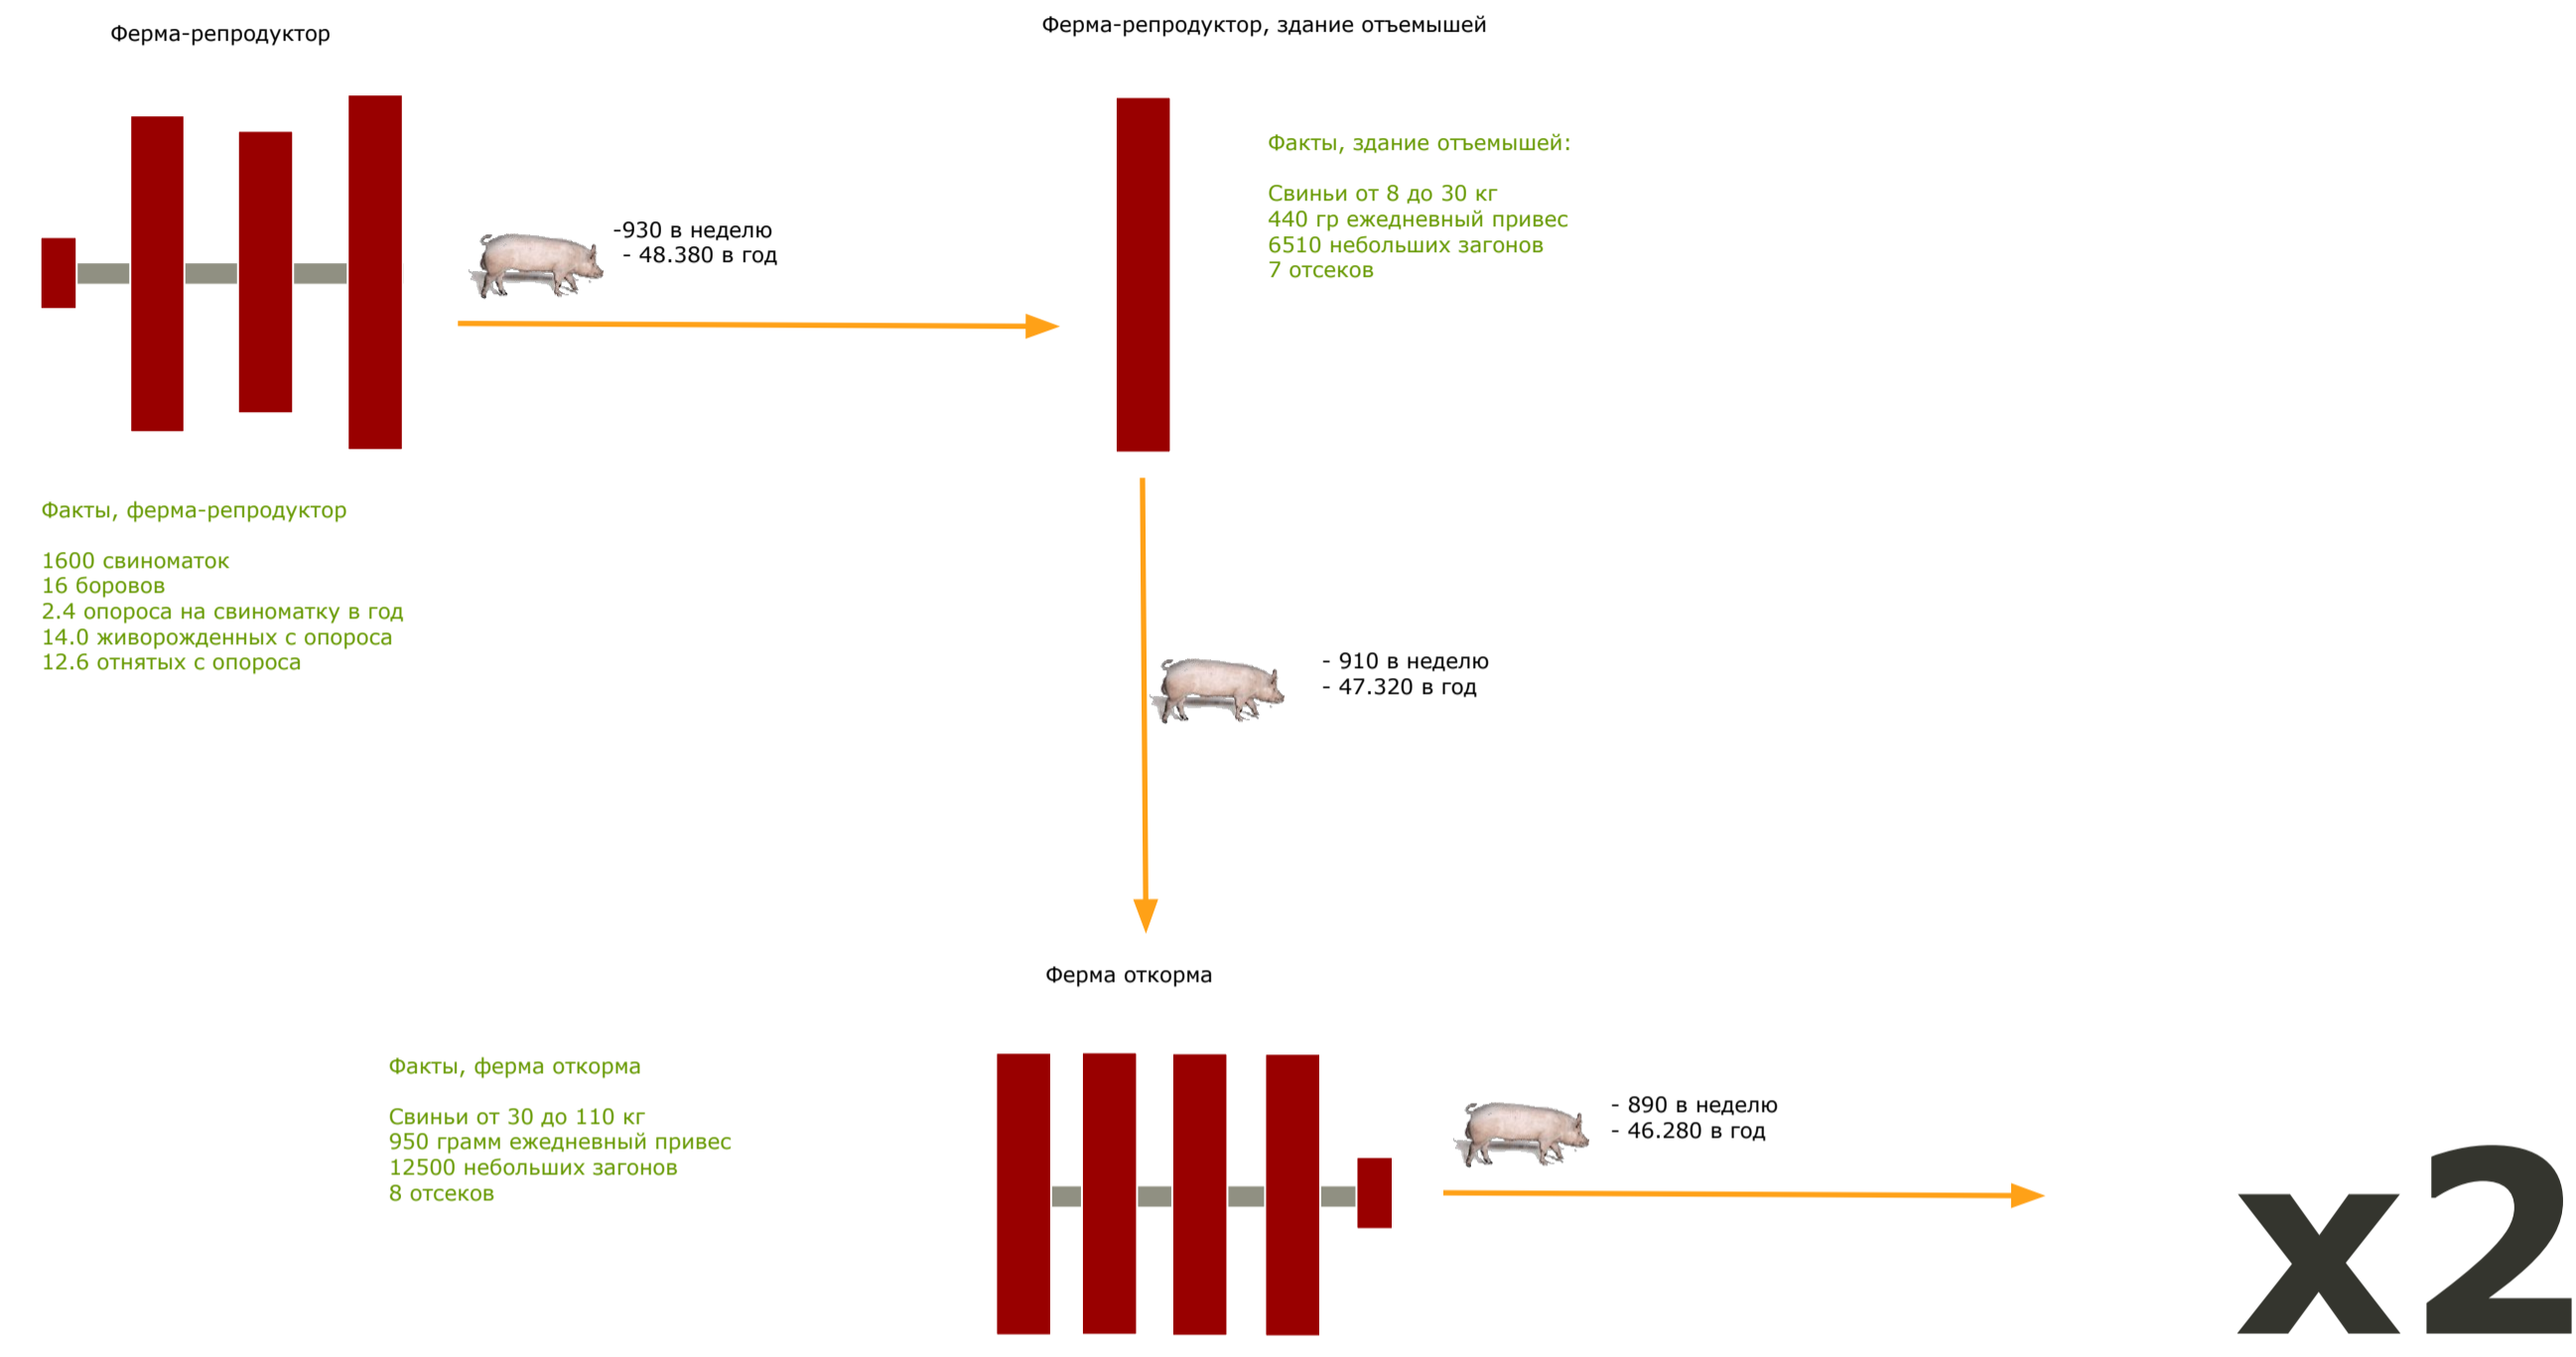 Ферма-репродуктор
Ферма-репродуктор, здание отъемышей
Факты, здание отъемышей:
Свиньи от 8 до 30 кг
440 гр ежедневный привес
6510 небольших загонов
7 отсеков
-930 в неделю
- 48.380 в год
Факты, ферма-репродуктор
1600 свиноматок
16 боровов
2.4 опороса на свиноматку в год
14.0 живорожденных с опороса
12.6 отнятых с опороса
- 910 в неделю
- 47.320 в год
Ферма откорма
Факты, ферма откорма
Свиньи от 30 до 110 кг
950 грамм ежедневный привес
12500 небольших загонов
8 отсеков
- 890 в неделю
- 46.280 в год
x2